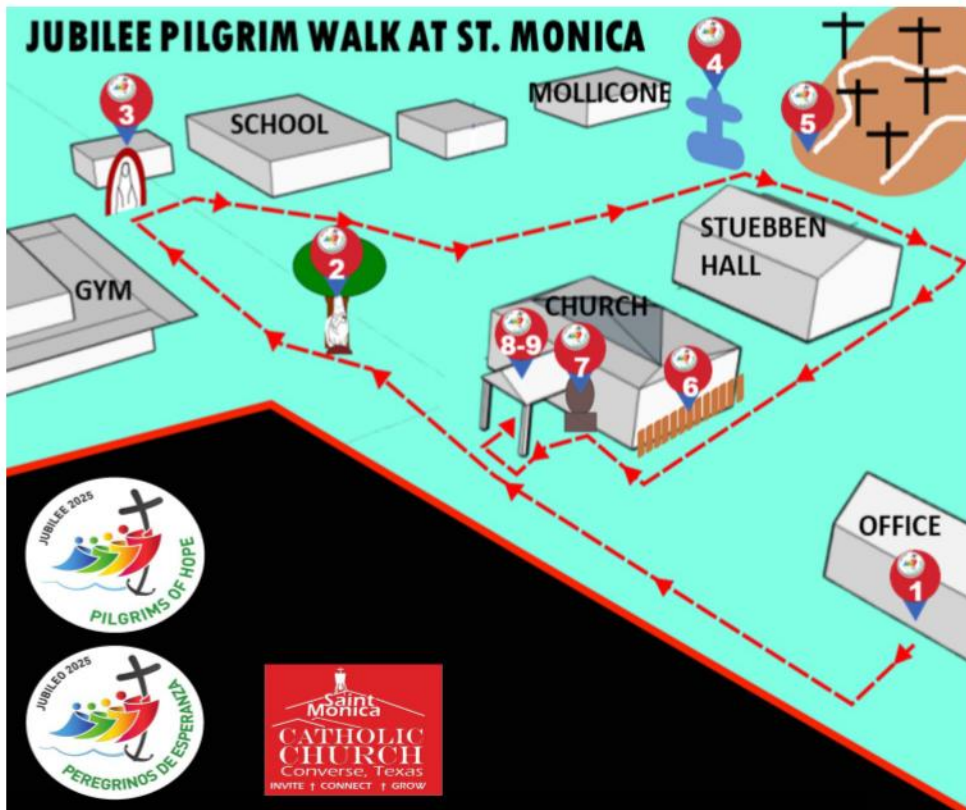 JUBILEE PILGRIM WALK AT ST. MONICA
4
MOLLICONE
3
5
SCHOOL
STUEBBEN
HALL
2
GYM
CHURCH
8-9
7
6
OFFICE
1
JUBILEE 2025
PILGRIMS OF HOPE
JUBILEO 2025
PEREGRINOS DE ESPERANZA
Saint
Monica
CATHOLIC
CHURCH
Converse, Texas
INVITE † CONNECT † GROW